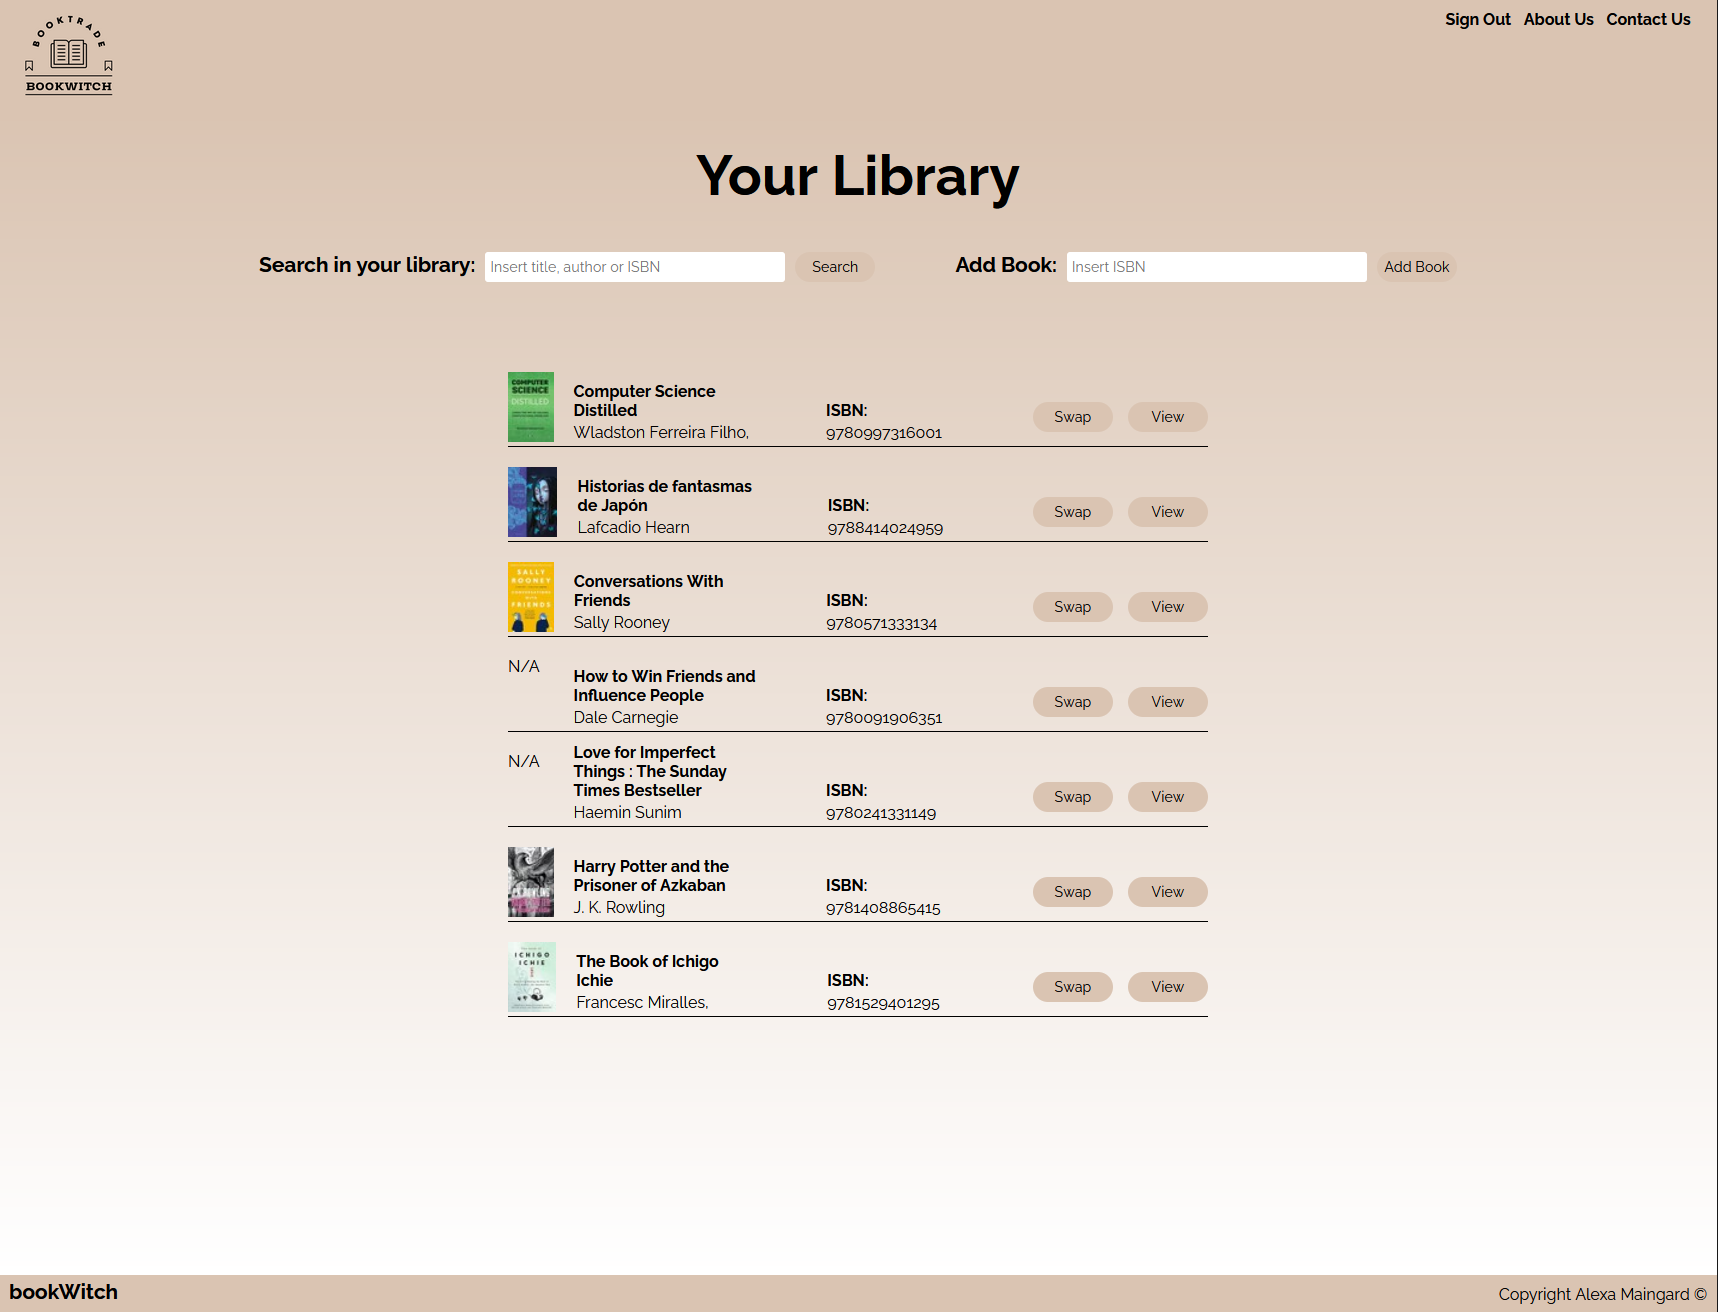 BOOKTRADE
BOOKWITCH
Sign Out About Us Contact Us
Your Library
Search in your library: Insert title, author or ISBN Search Add Book: Insert ISBN Add Book
COMPUTER
SCIENCE
DISTILLED
Computer Science
Distilled
Wladston Ferreira Filho,
ISBN:
9780997316001
Swap View
Historias de fantasmas
de Japón
Lafcadio Hearn
ISBN:
9788414024959
Swap View
SALLY
ROONEY
CONVERSATIONS
WITH
FRIENDS
Conversations With
Friends
Sally Rooney
ISBN:
9780571333134
Swap View
N/A
How to Win Friends and
Influence People
Dale Carnegie
ISBN:
9780091906351
Swap View
N/A
Love for Imperfect
Things : The Sunday
Times Bestseller
Haemin Sunim
ISBN:
9780241331149
Swap View
Harry Potter and the
Prisoner of Azkaban
J. K. Rowling
ISBN:
9781408865415
Swap View
ICHIGO
ICHIE
The Book of Ichigo
Ichie
Francesc Miralles,
ISBN:
9781529401295
Swap View
bookWitch
Copyright Alexa Maingard ©